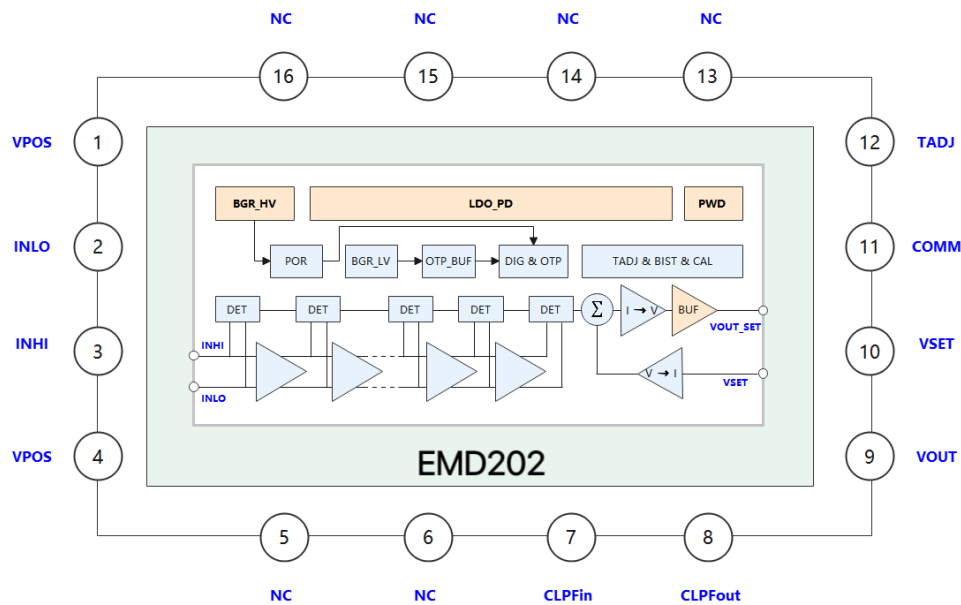 NC NC NC NC
16 15 14 13
VPOS 1 12 TADJ
BGR_HV LDO_PD PWD
INLO 2 11 COMM
POR BGR_LV OTP_BUF DIG & OTP TADJ & BIST & CAL
DET DET DET DET DET Σ I → V BUF
VOUT_SET
INHI 3 10 VSET
INHI
V → I
VSET
INLO
VPOS 4 9 VOUT
EMD202
5 6 7 8
NC NC CLPFin CLPFout